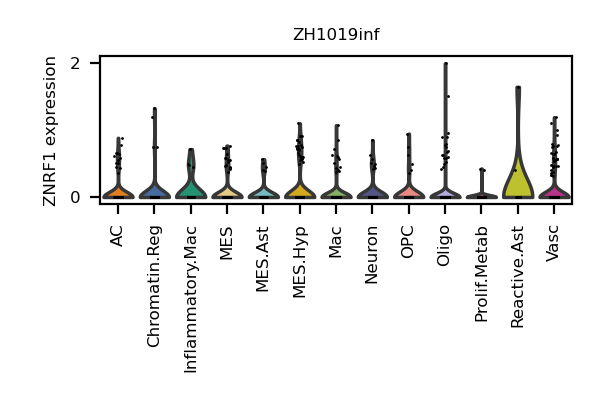 ZH1019inf
ZNRF1 expression
2
0
AC
Chromatin.Reg
Inflammatory.Mac
MES
MES.Ast
MES.Hyp
Mac
Neuron
OPC
Oligo
Prolif.Metab
Reactive.Ast
Vasc